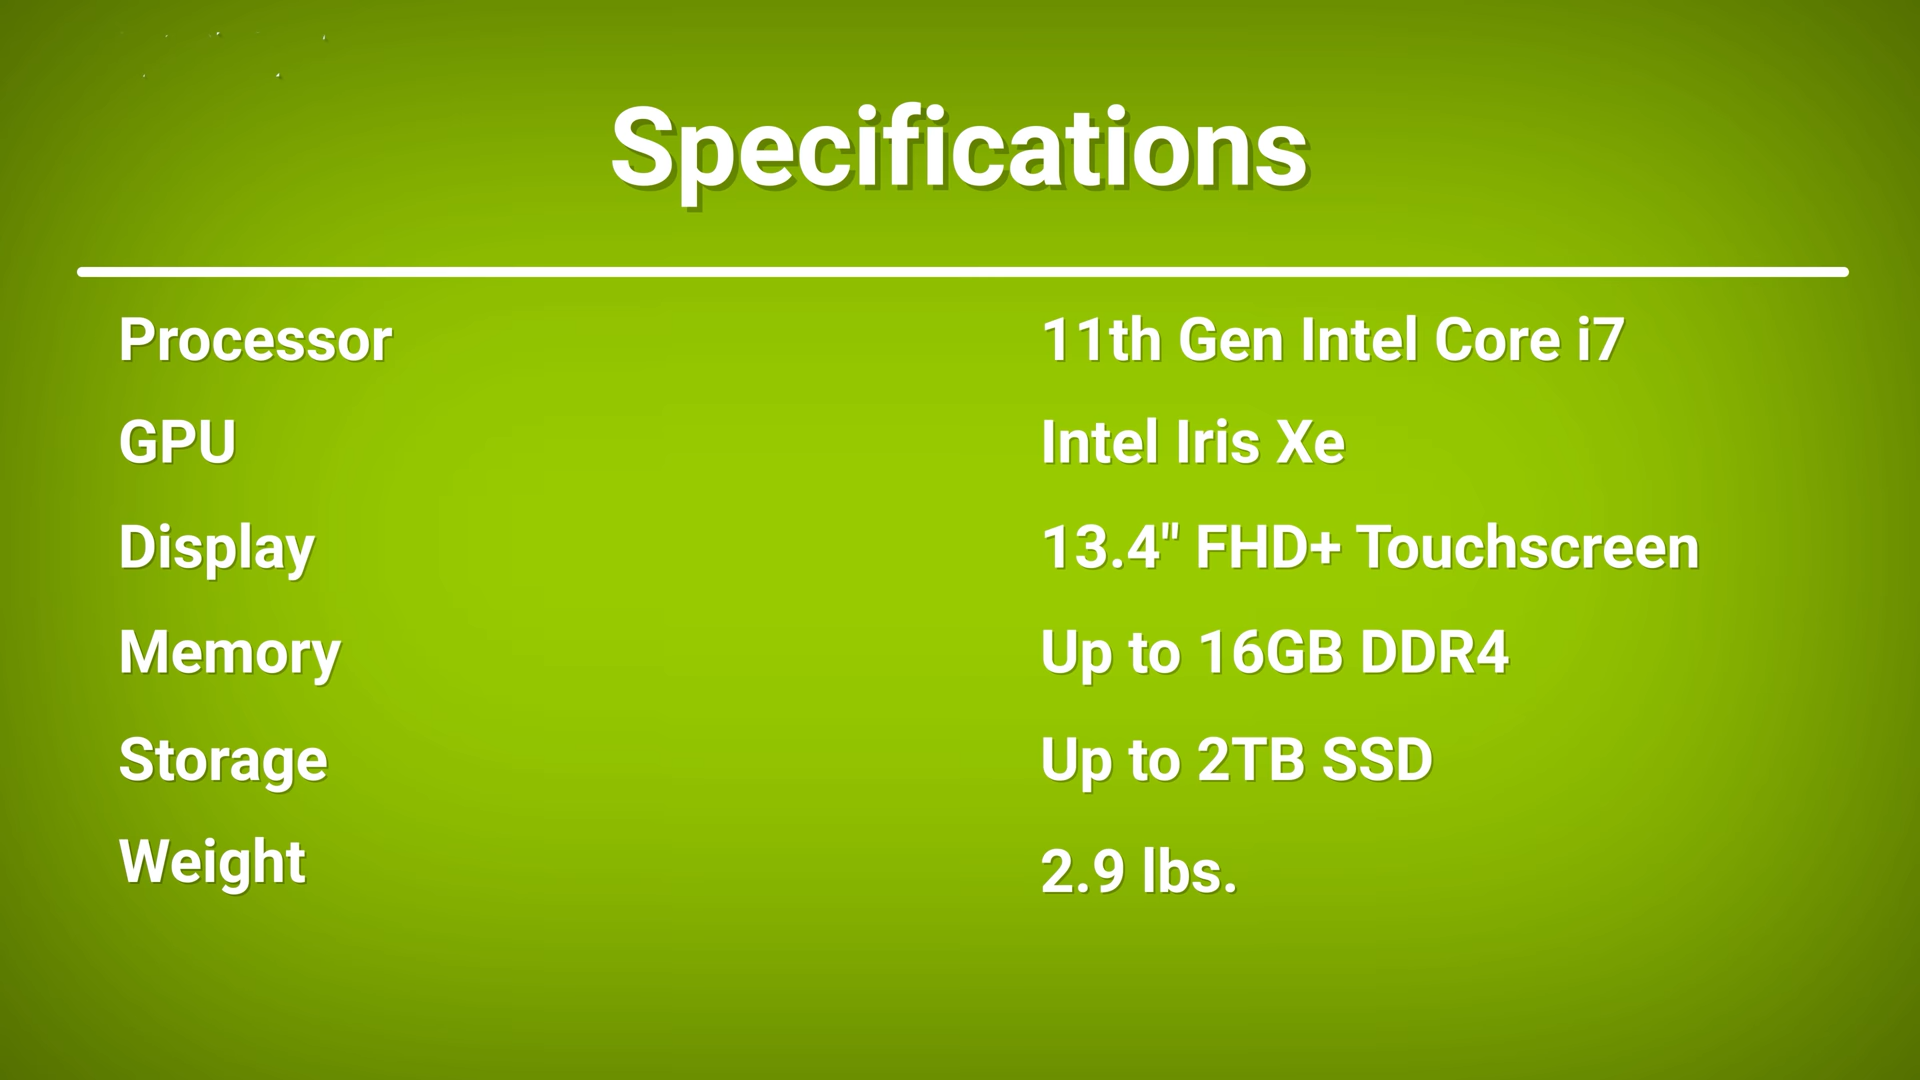 Specifications
Processor 11th Gen Intel Core i7
GPU Intel Iris Xe
Display 13.4" FHD+ Touchscreen
Memory Up to 16GB DDR4
Storage Up to 2TB SSD
Weight 2.9 lbs.